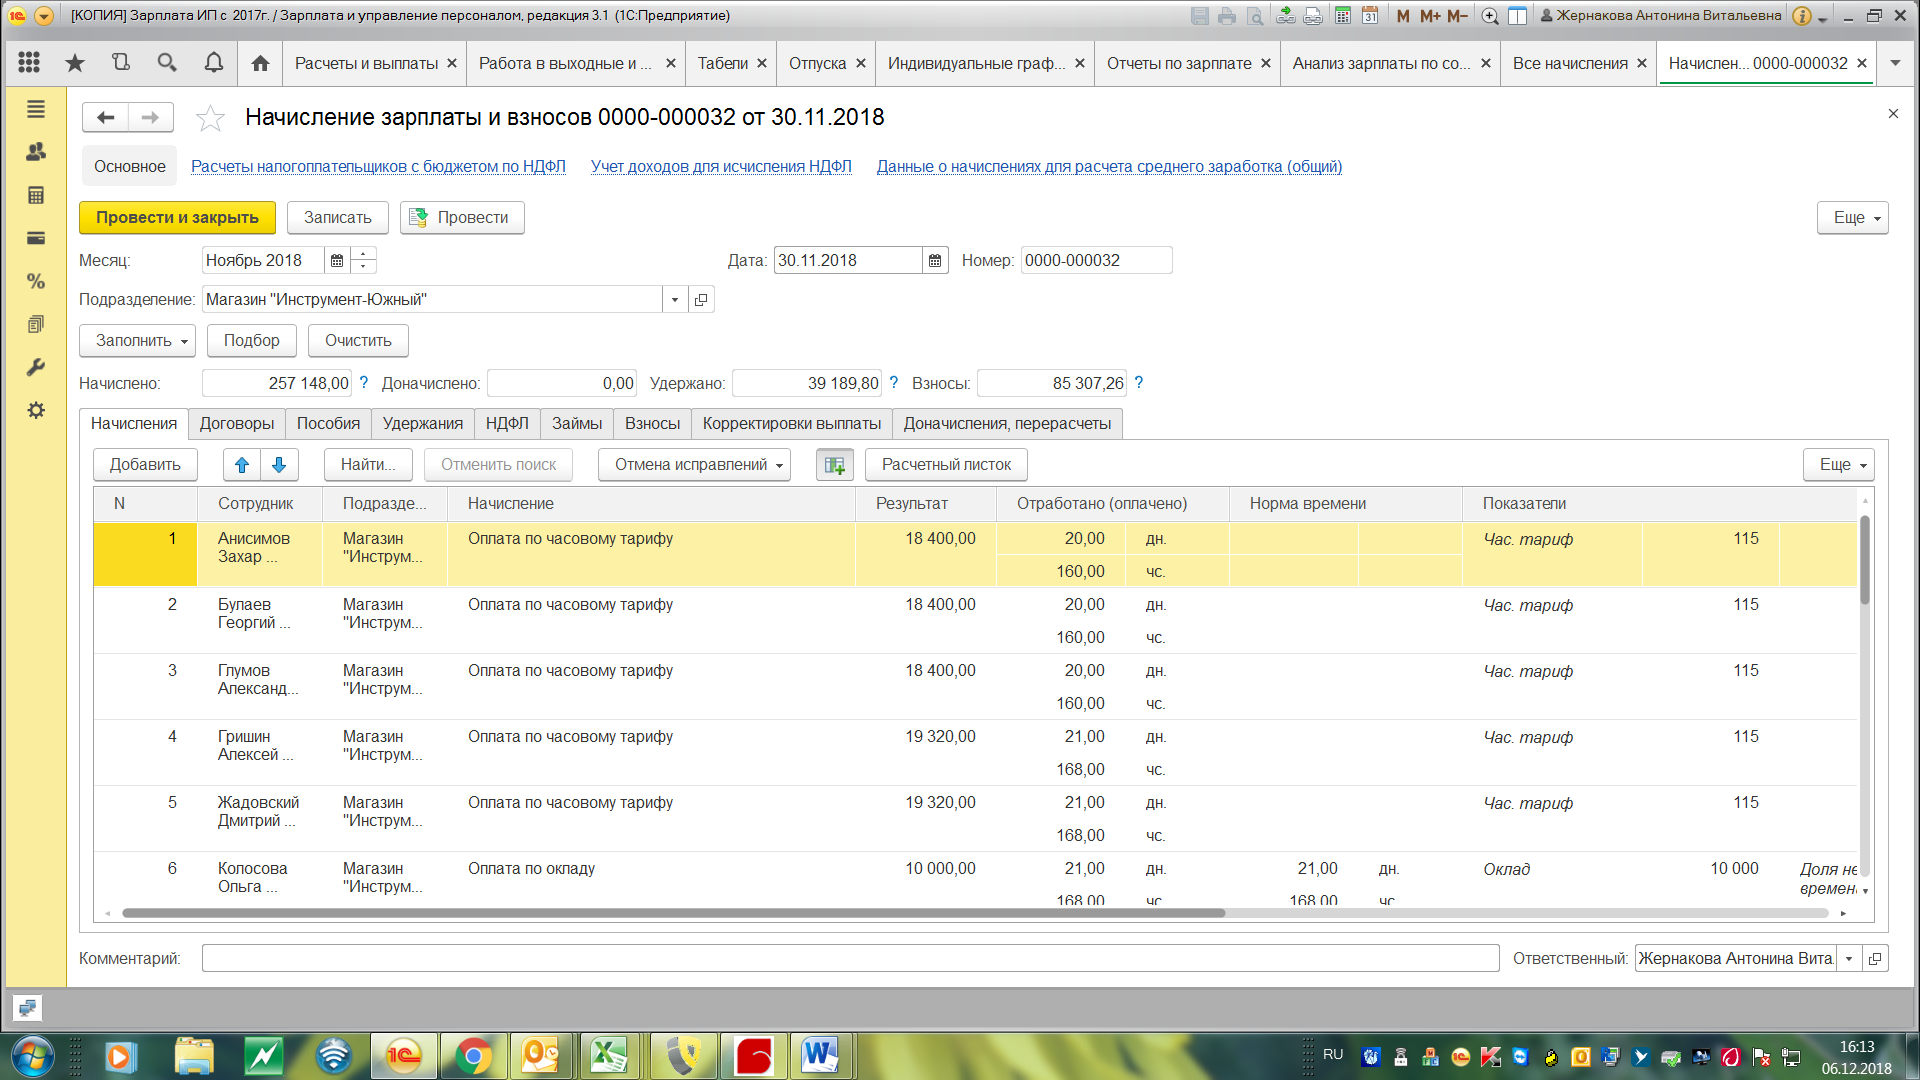 [КОПИЯ] Зарплата ИП с 2017г. / Зарплата и управление персоналом, редакция 3.1 (1С:Предприятие)
M M+ M- Жернакова Антонина Витальевна
Расчеты и выплаты Работа в выходные и ... Табели Отпуска Индивидуальные граф... Отчеты по зарплате Анализ зарплаты по со... Все начисления Начислен... 0000-000032
Начисление зарплаты и взносов 0000-000032 от 30.11.2018
Основное Расчеты налогоплательщиков с бюджетом по НДФЛ Учет доходов для исчисления НДФЛ Данные о начислениях для расчета среднего заработка (общий)
Провести и закрыть Записать Провести Еще
Месяц: Ноябрь 2018 Дата: 30.11.2018 Номер: 0000-000032
Подразделение: Магазин "Инструмент-Южный"
Заполнить Подбор Очистить
Начислено: 257 148,00 ? Доначислено: 0,00 Удержано: 39 189,80 ? Взносы: 85 307,26 ?
Начисления Договоры Пособия Удержания НДФЛ Займы Взносы Корректировки выплаты Доначисления, перерасчеты
Добавить Найти... Отменить поиск Отмена исправлений Расчетный листок Еще
N Сотрудник Подразде... Начисление Результат Отработано (оплачено) Норма времени Показатели
1 Анисимов Магазин Оплата по часовому тарифу 18 400,00 20,00 дн. Час. тариф 115
Захар ... "Инструм...
160,00 чс.
2 Булаев Магазин Оплата по часовому тарифу 18 400,00 20,00 дн. Час. тариф 115
Георгий ... "Инструм...
160,00 чс.
3 Глумов Магазин Оплата по часовому тарифу 18 400,00 20,00 дн. Час. тариф 115
Александ... "Инструм...
160,00 чс.
4 Гришин Магазин Оплата по часовому тарифу 19 320,00 21,00 дн. Час. тариф 115
Алексей ... "Инструм...
168,00 чс.
5 Жадовский Магазин Оплата по часовому тарифу 19 320,00 21,00 дн. Час. тариф 115
Дмитрий ... "Инструм...
168,00 чс.
6 Колосова Магазин Оплата по окладу 10 000,00 21,00 дн. 21,00 дн. Оклад 10 000 Доля не
Ольга ... "Инструм... времен
168,00 чс 168,00 чс
Комментарий: Ответственный: Жернакова Антонина Вита
RU 16:13
06.12.2018